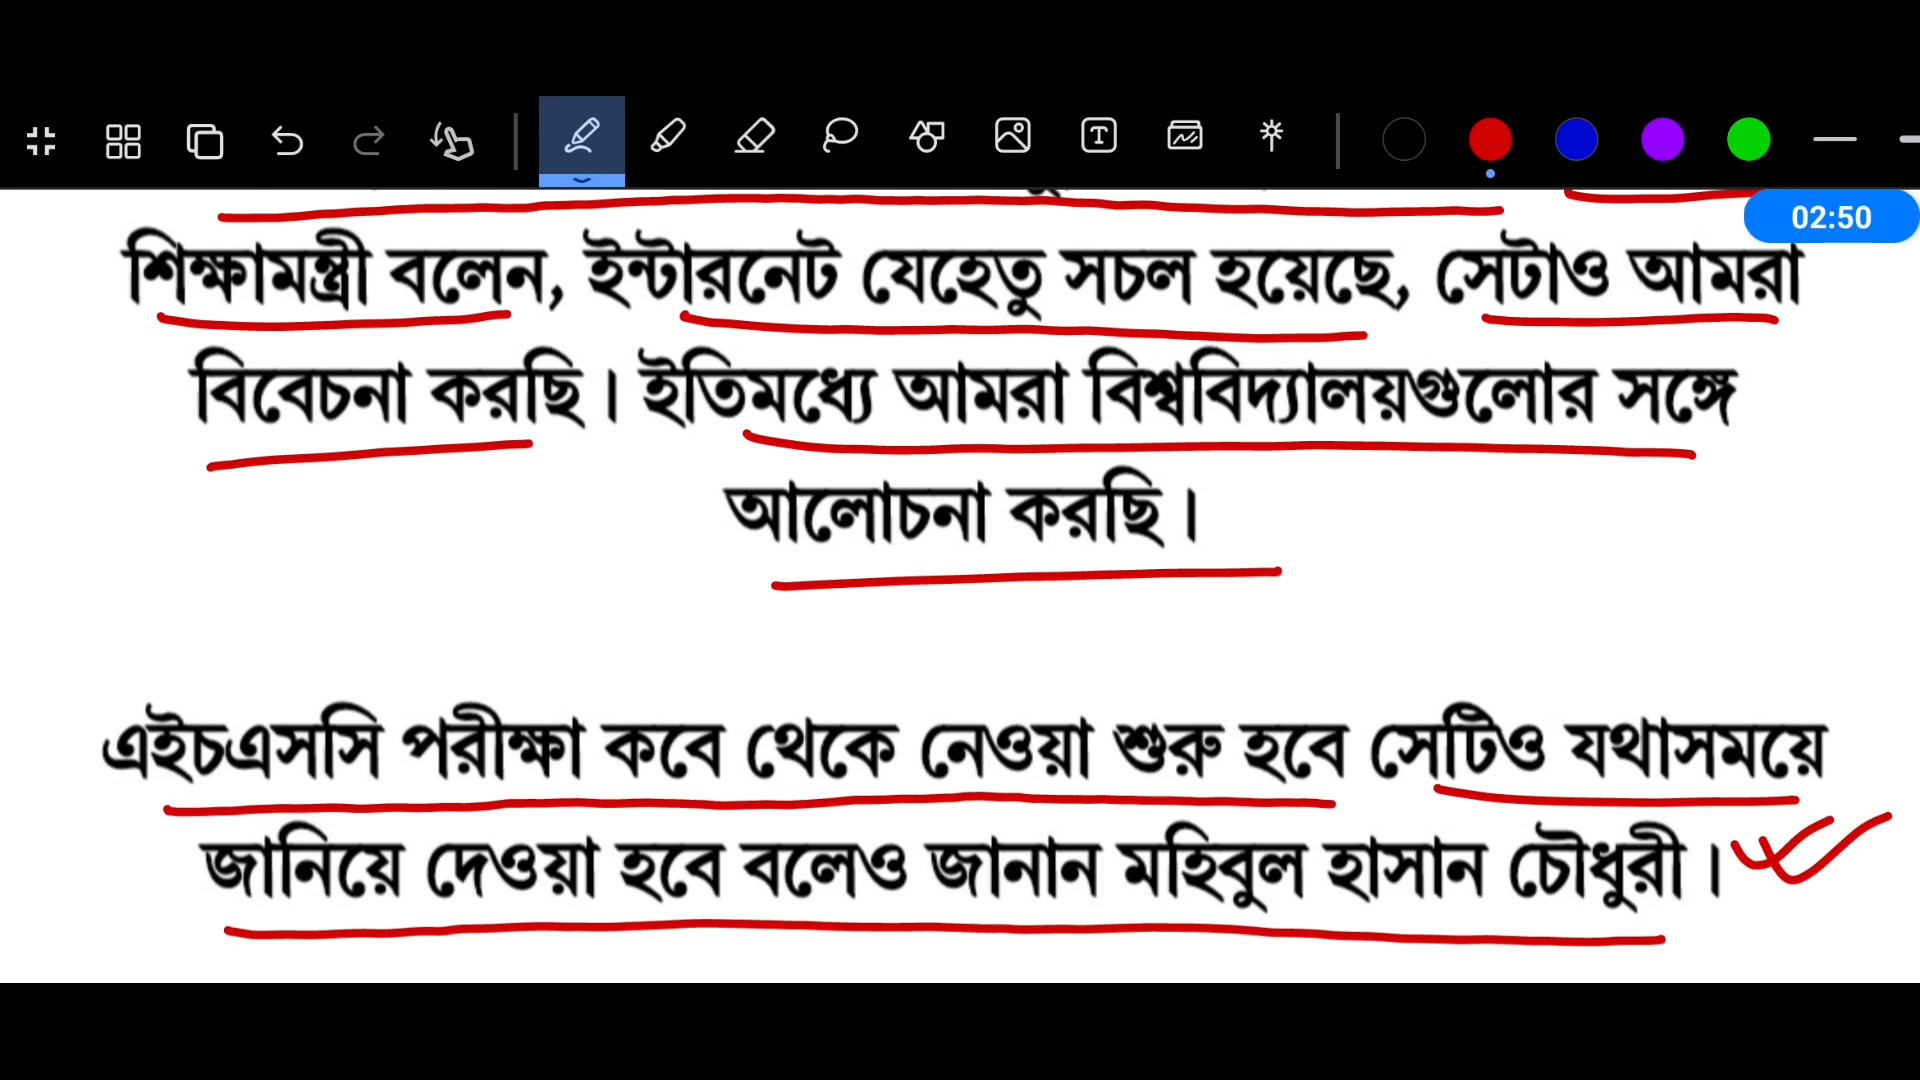 02:50
শিক্ষামন্ত্রী বলেন, ইন্টারনেট যেহেতু সচল হয়েছে, সেটাও আমরা
বিবেচনা করছি। ইতিমধ্যে আমরা বিশ্ববিদ্যালয়গুলোর সঙ্গে
আলোচনা করছি।
এইচএসসি পরীক্ষা কবে থেকে নেওয়া শুরু হবে সেটিও যথাসময়ে
জানিয়ে দেওয়া হবে বলেও জানান মহিবুল হাসান চৌধুরী।